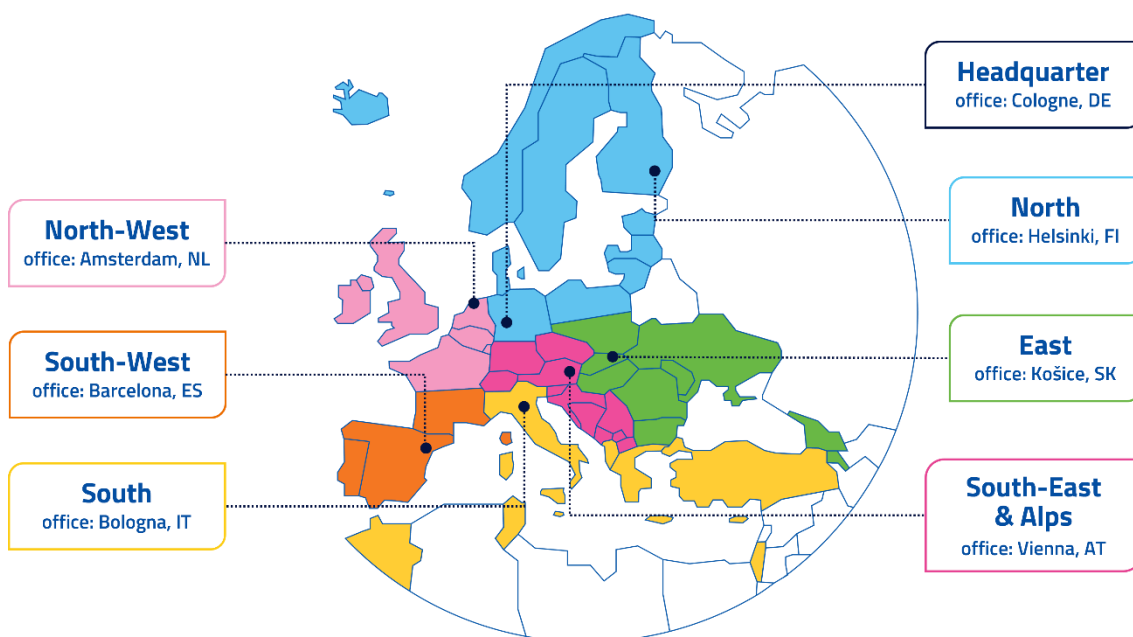 Headquarter
office: Cologne, DE
North-West
office: Amsterdam, NL
North
office: Helsinki, FI
South-West
office: Barcelona, ES
East
office: Košice, SK
South
office: Bologna, IT
South-East
& Alps
office: Vienna, AT